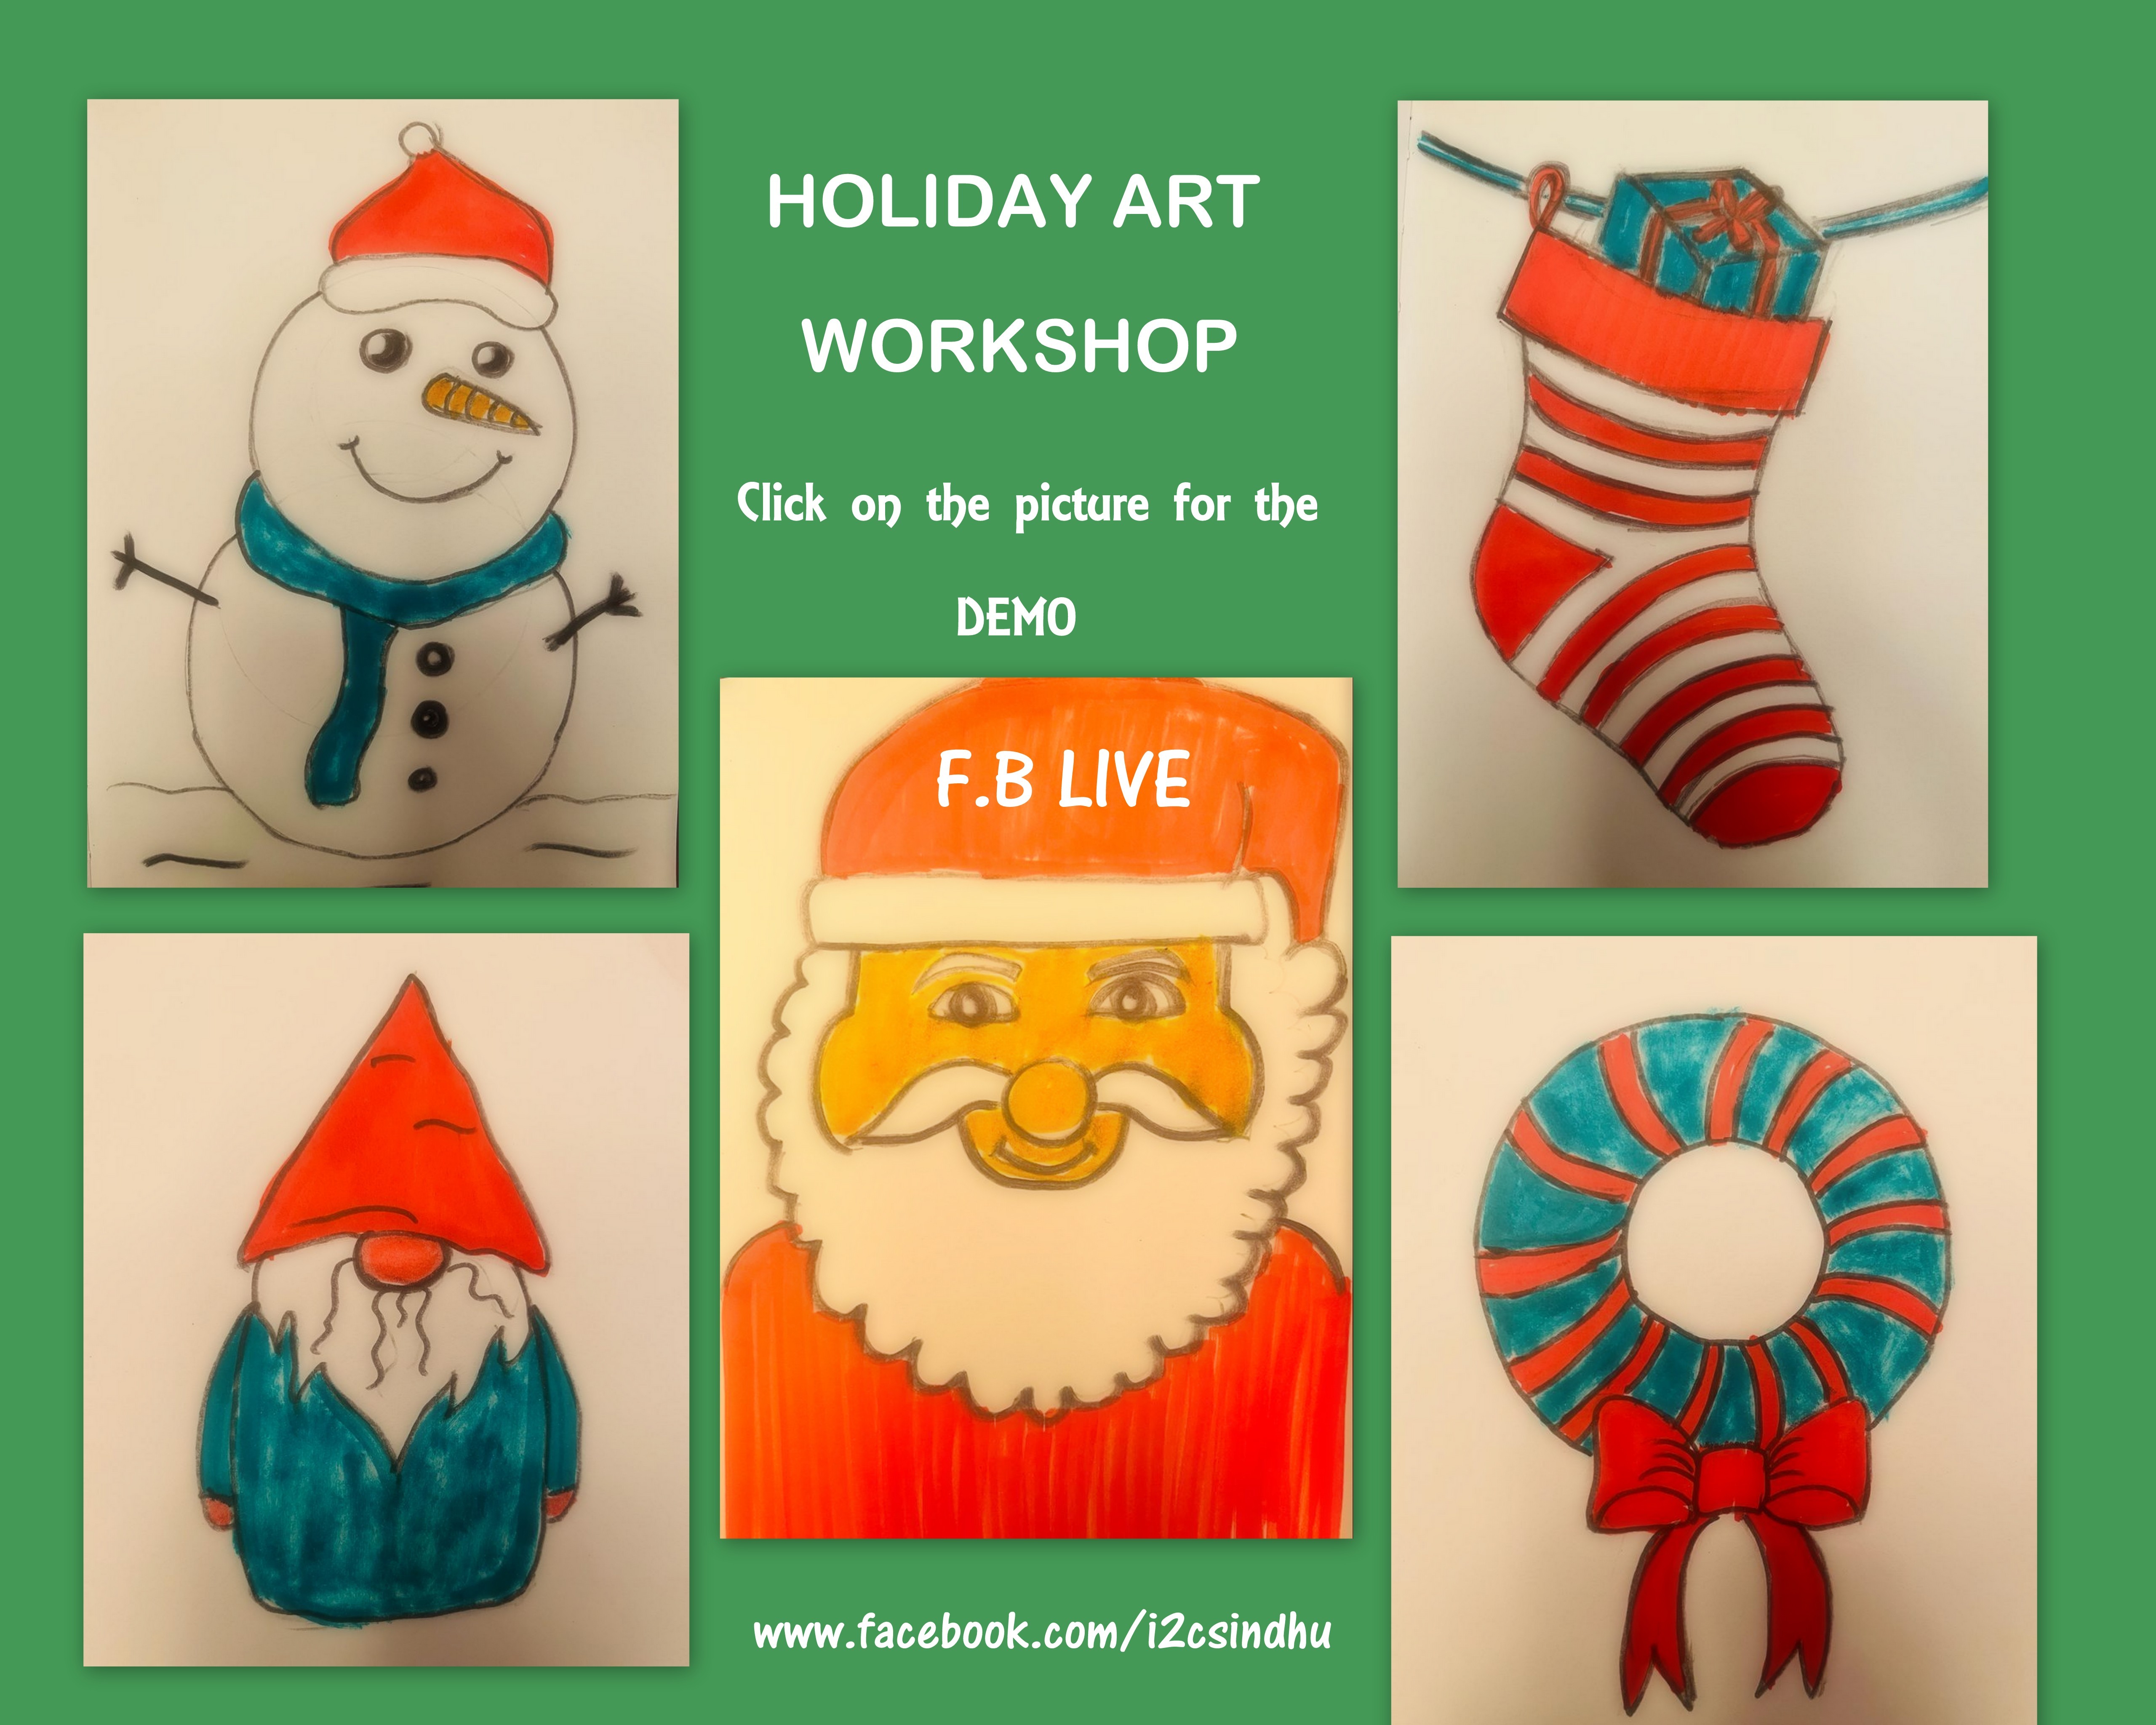 HOLIDAY ART
WORKSHOP
Click on the picture for the
DEMO
F.B LIVE
www.facebook.com/i2csindhu